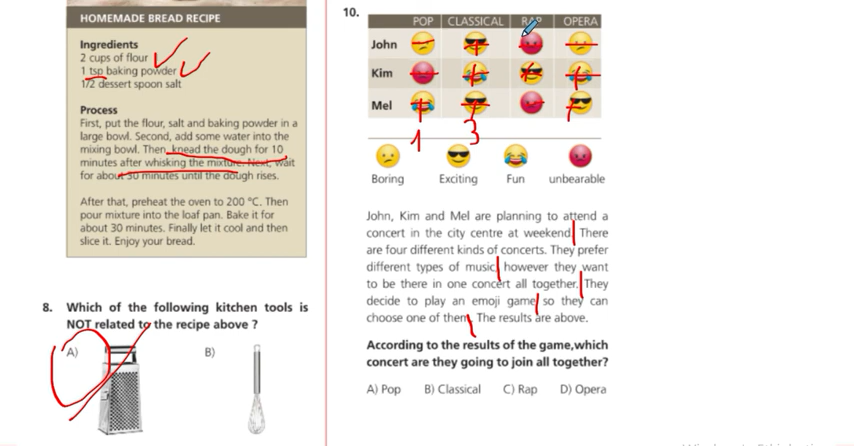 HOMEMADE BREAD RECIPE
Ingredients
2 cups of flour
1 tsp baking powder
1/2 dessert spoon salt
Process
First, put the flour, salt and baking powder in a
large bowl. Second, add some water into the
mixing bowl. Then, knead the dough for 10
minutes after whisking the mixture. Next, wait
for about 30 minutes until the dough rises.
After that, preheat the oven to 200 °C. Then
pour mixture into the loaf pan. Bake it for
about 30 minutes. Finally let it cool and then
slice it. Enjoy your bread.
8. Which of the following kitchen tools is
NOT related to the recipe above ?
A) B)
10.
POP CLASSICAL RAP OPERA
John
Kim
Mel
1 3
Boring Exciting Fun unbearable
John, Kim and Mel are planning to attend a
concert in the city centre at weekend. There
are four different kinds of concerts. They prefer
different types of music, however they want
to be there in one concert all together. They
decide to play an emoji game so they can
choose one of them. The results are above.
According to the results of the game,which
concert are they going to join all together?
A) Pop B) Classical C) Rap D) Opera